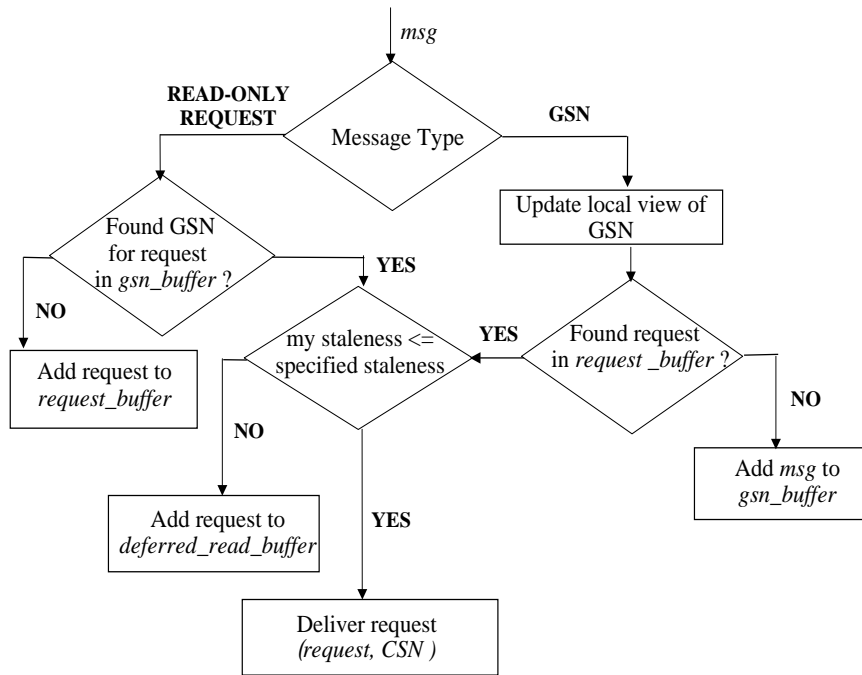 msg
READ-ONLY
REQUEST
GSN
Message Type
Update local view of
GSN
Found GSN
for request
in gsn_buffer ?
YES
NO
my staleness <=
specified staleness
YES
Found request
in request _buffer ?
Add request to
request_buffer
NO
NO
Add msg to
gsn_buffer
Add request to
deferred_read_buffer
YES
Deliver request
(request, CSN )